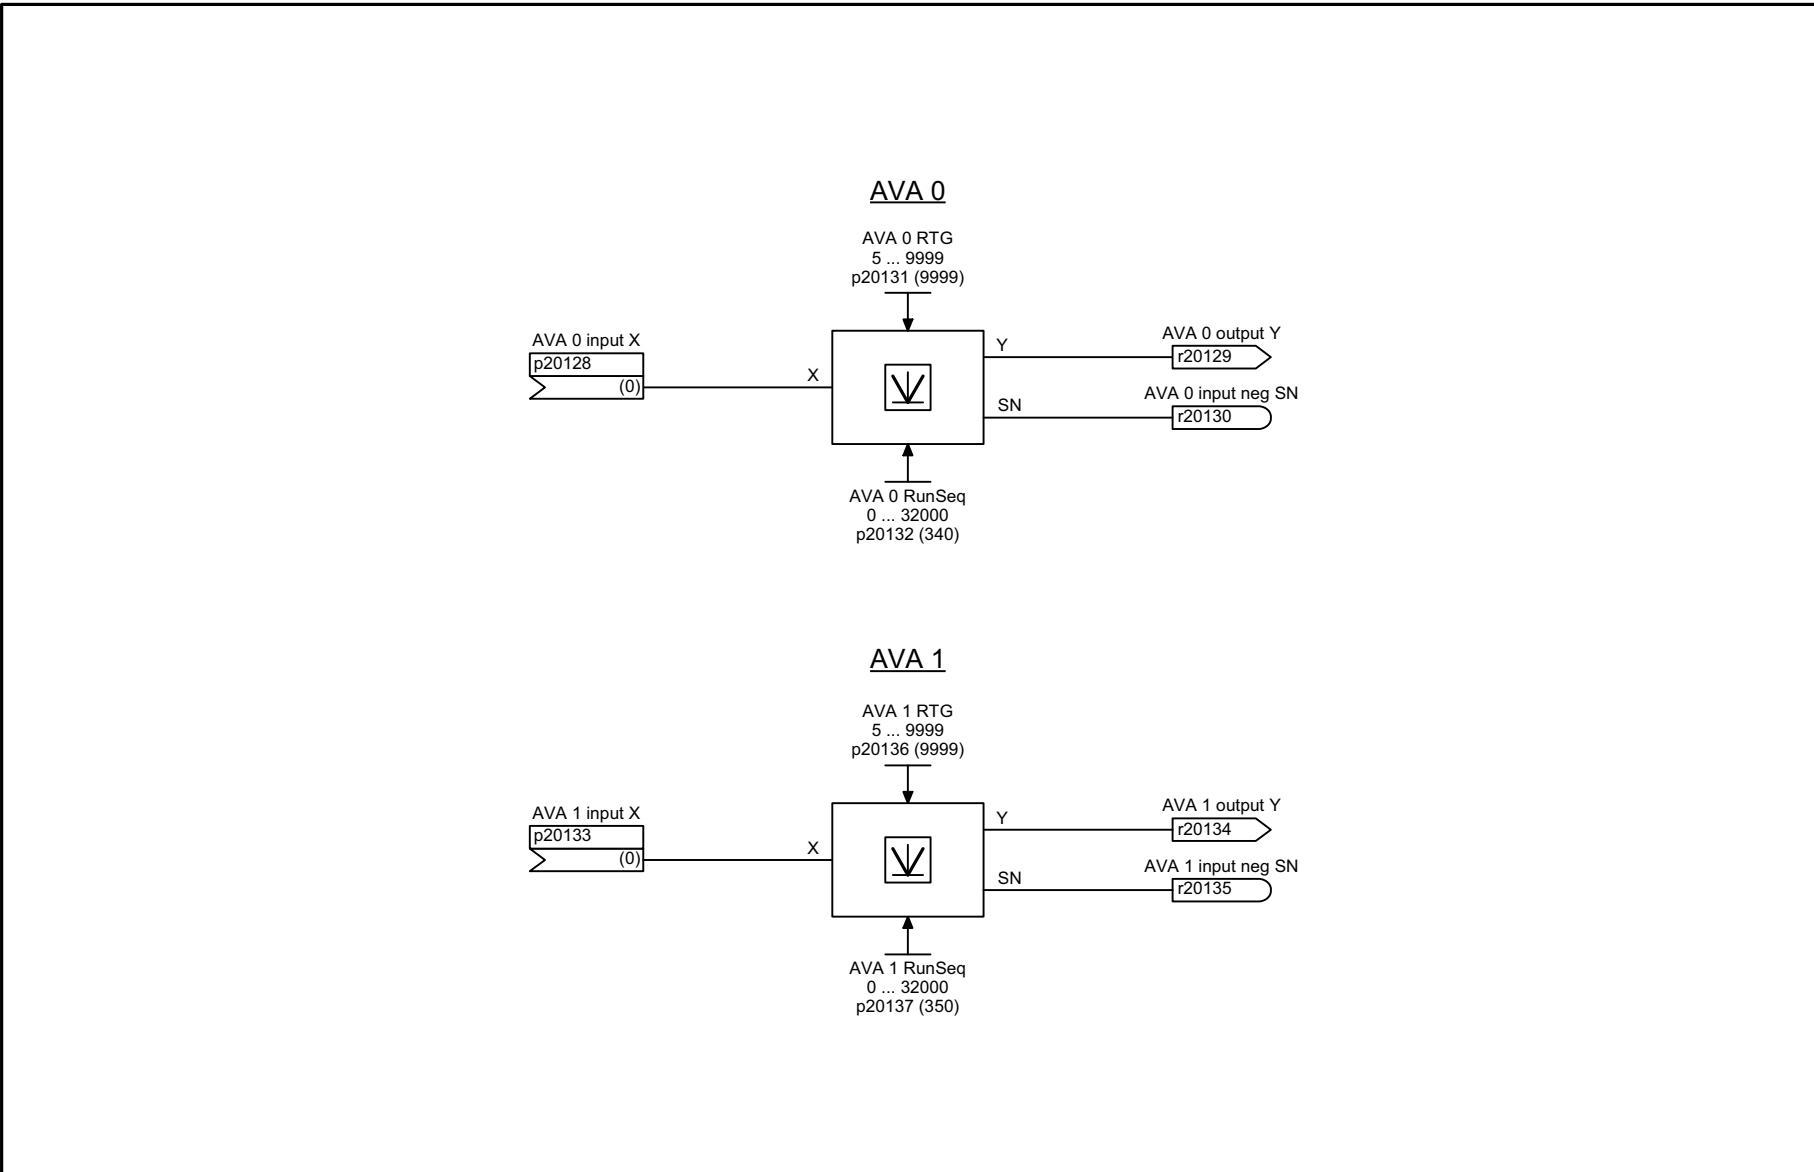 AVA 0
AVA 0 RTG
5 ... 9999
p20131 (9999)
AVA 0 input X
p20128
(0)
X
Y
AVA 0 output Y
r20129
SN
AVA 0 input neg SN
r20130
AVA 0 RunSeq
0 ... 32000
p20132 (340)
AVA 1
AVA 1 RTG
5 ... 9999
p20136 (9999)
AVA 1 input X
p20133
(0)
X
Y
AVA 1 output Y
r20134
SN
AVA 1 input neg SN
r20135
AVA 1 RunSeq
0 ... 32000
p20137 (350)